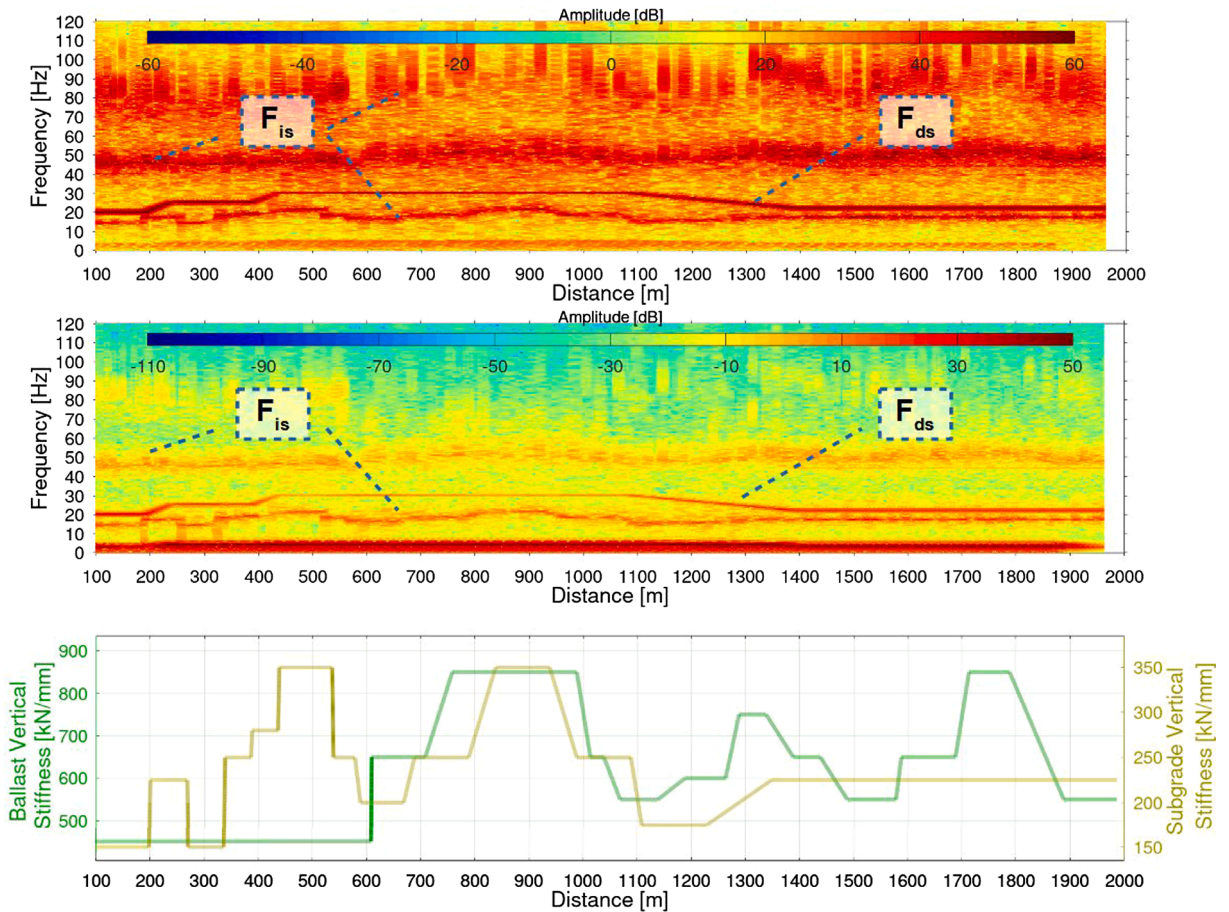 Amplitude [dB]
120
110
100
90
80
70
60
50
40
30
20
10
0
Frequency [Hz]
-60 -40 -20 0 20 40 60
F_is
F_ds
100 200 300 400 500 600 700 800 900 1000 1100 1200 1300 1400 1500 1600 1700 1800 1900 2000
Distance [m]
Amplitude [dB]
120
110
100
90
80
70
60
50
40
30
20
10
0
Frequency [Hz]
-110 -90 -70 -50 -30 -10 10 30 50
F_is
F_ds
100 200 300 400 500 600 700 800 900 1000 1100 1200 1300 1400 1500 1600 1700 1800 1900 2000
Distance [m]
Ballast Vertical
Stiffness [kN/mm]
900
800
700
600
500
350
300
250
200
150
Subgrade Vertical
Stiffness [kN/mm]
100 200 300 400 500 600 700 800 900 1000 1100 1200 1300 1400 1500 1600 1700 1800 1900 2000
Distance [m]